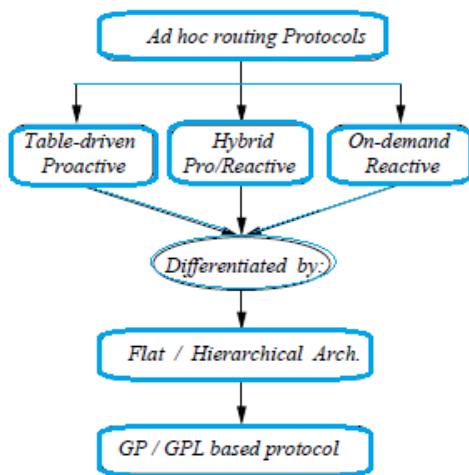 Ad hoc routing Protocols
Table-driven
Proactive
Hybrid
Pro/Reactive
On-demand
Reactive
Differentiated by:
Flat / Hierarchical Arch.
GP / GPL based protocol